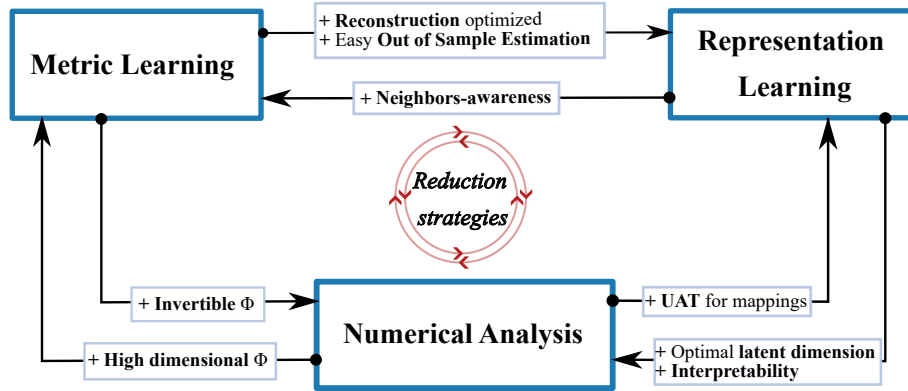 + Reconstruction optimized
+ Easy Out of Sample Estimation
Metric Learning
Representation
Learning
+ Neighbors-awareness
Reduction
strategies
+ Invertible Φ
+ UAT for mappings
Numerical Analysis
+ High dimensional Φ
+ Optimal latent dimension
+ Interpretability